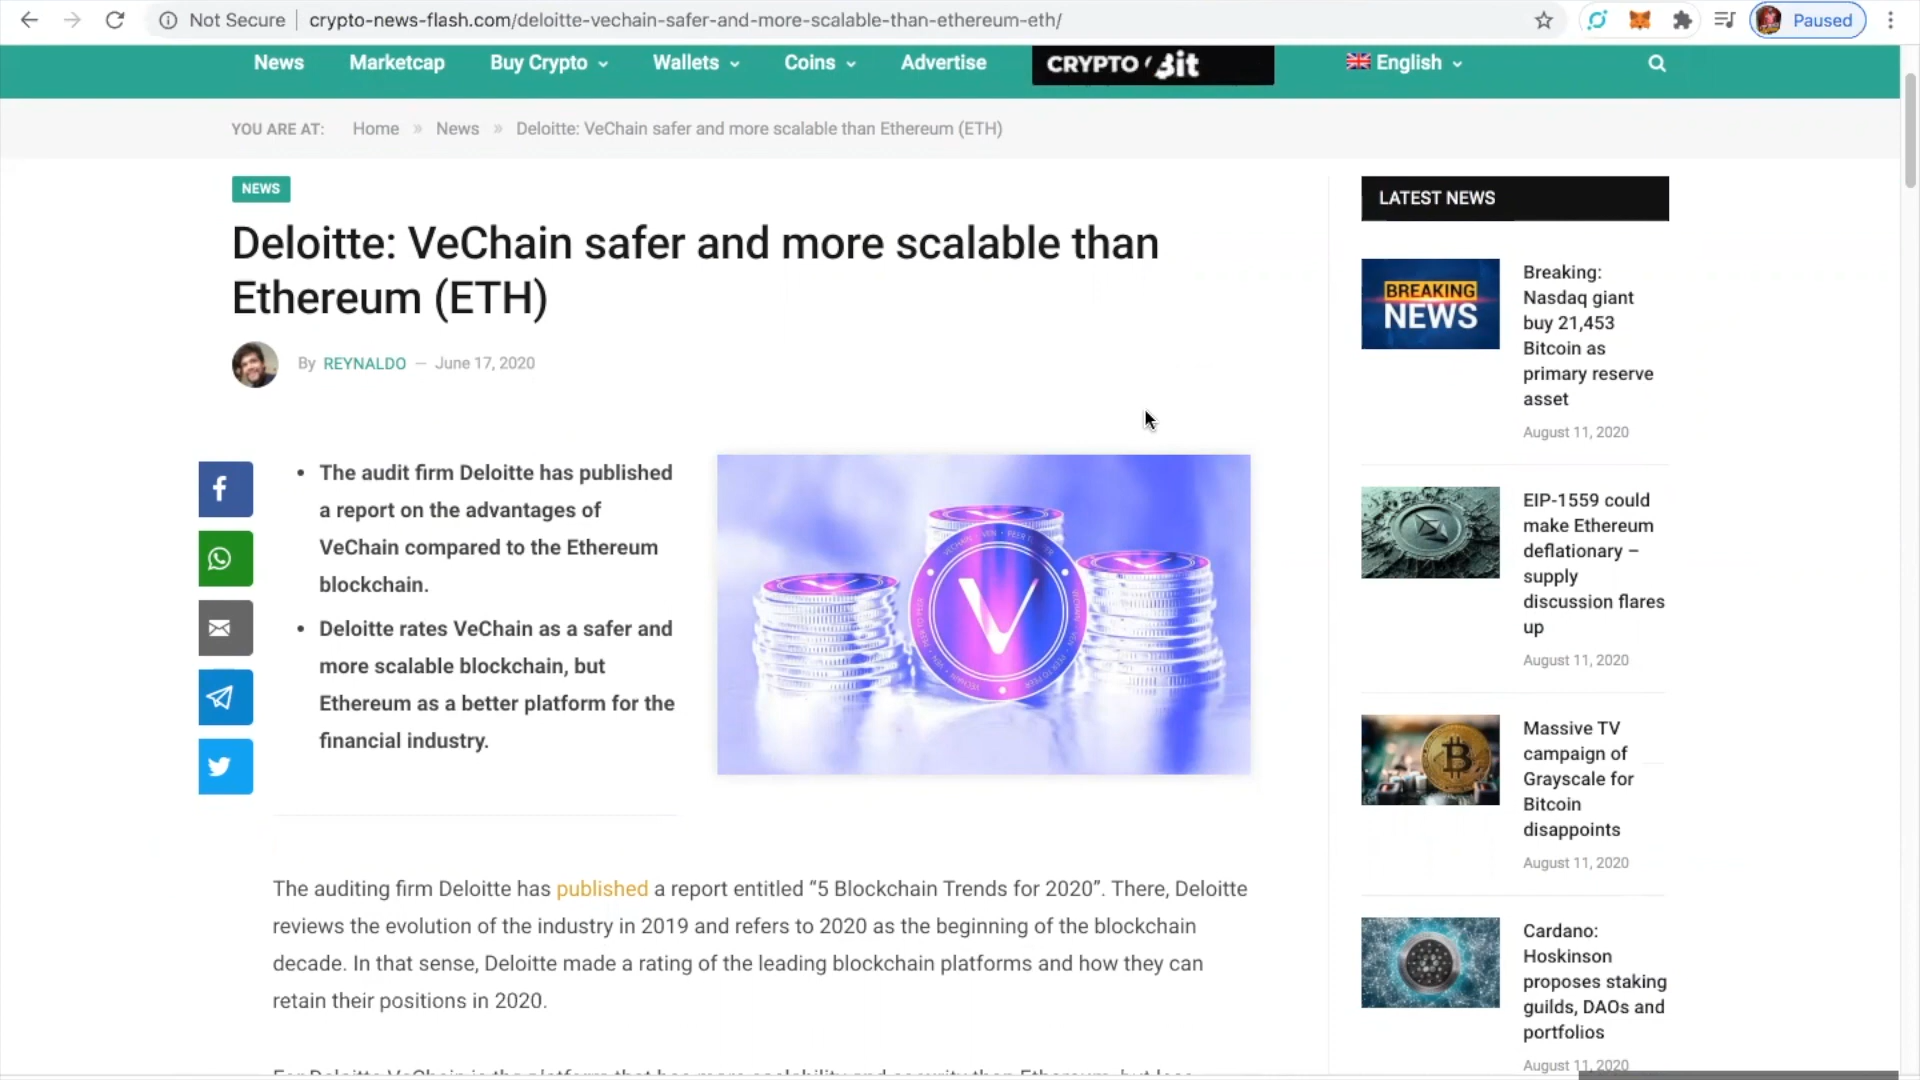 Not Secure
crypto-news-flash.com/deloitte-vechain-safer-and-more-scalable-than-ethereum-eth/
Paused
News
Marketcap
Buy Crypto
Wallets
Coins
Advertise
CRYPTO Bit
English
YOU ARE AT:
Home » News » Deloitte: VeChain safer and more scalable than Ethereum (ETH)
NEWS
Deloitte: VeChain safer and more scalable than
Ethereum (ETH)
By REYNALDO — June 17, 2020
• The audit firm Deloitte has published
a report on the advantages of
VeChain compared to the Ethereum
blockchain.
• Deloitte rates VeChain as a safer and
more scalable blockchain, but
Ethereum as a better platform for the
financial industry.
The auditing firm Deloitte has published a report entitled “5 Blockchain Trends for 2020”. There, Deloitte
reviews the evolution of the industry in 2019 and refers to 2020 as the beginning of the blockchain
decade. In that sense, Deloitte made a rating of the leading blockchain platforms and how they can
retain their positions in 2020.
LATEST NEWS
BREAKING
NEWS
Breaking:
Nasdaq giant
buy 21,453
Bitcoin as
primary reserve
asset
August 11, 2020
EIP-1559 could
make Ethereum
deflationary –
supply
discussion flares
up
August 11, 2020
Massive TV
campaign of
Grayscale for
Bitcoin
disappoints
August 11, 2020
Cardano:
Hoskinson
proposes staking
guilds, DAOs and
portfolios
August 11, 2020